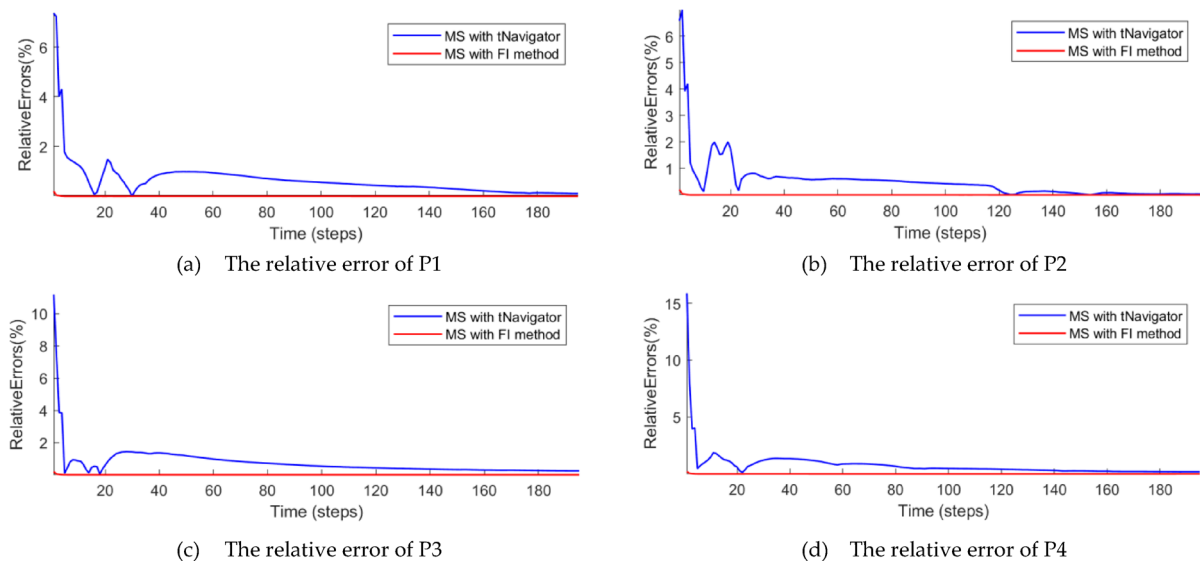 RelativeErrors(%)
6
4
2
20 40 60 80 100 120 140 160 180
Time (steps)
MS with tNavigator
MS with FI method
(a) The relative error of P1
RelativeErrors(%)
6
5
4
3
2
1
20 40 60 80 100 120 140 160 180
Time (steps)
MS with tNavigator
MS with FI method
(b) The relative error of P2
RelativeErrors(%)
10
8
6
4
2
20 40 60 80 100 120 140 160 180
Time (steps)
MS with tNavigator
MS with FI method
(c) The relative error of P3
RelativeErrors(%)
15
10
5
20 40 60 80 100 120 140 160 180
Time (steps)
MS with tNavigator
MS with FI method
(d) The relative error of P4